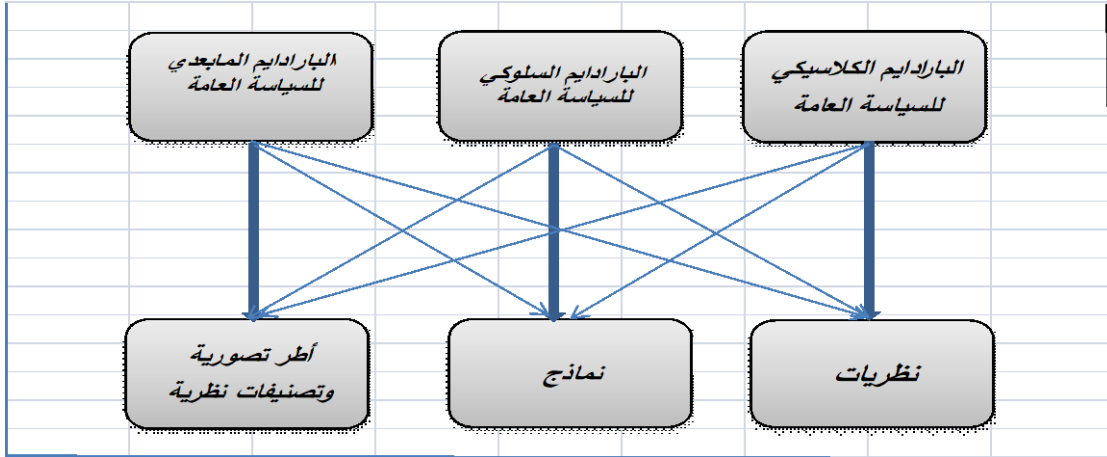 البارادايم الكلاسيكي
للسياسة العامة
البارادايم السلوكي
للسياسة العامة
البارادايم المابعدي
للسياسة العامة
نظريات
نماذج
أطر تصورية
وتصنيفات نظرية